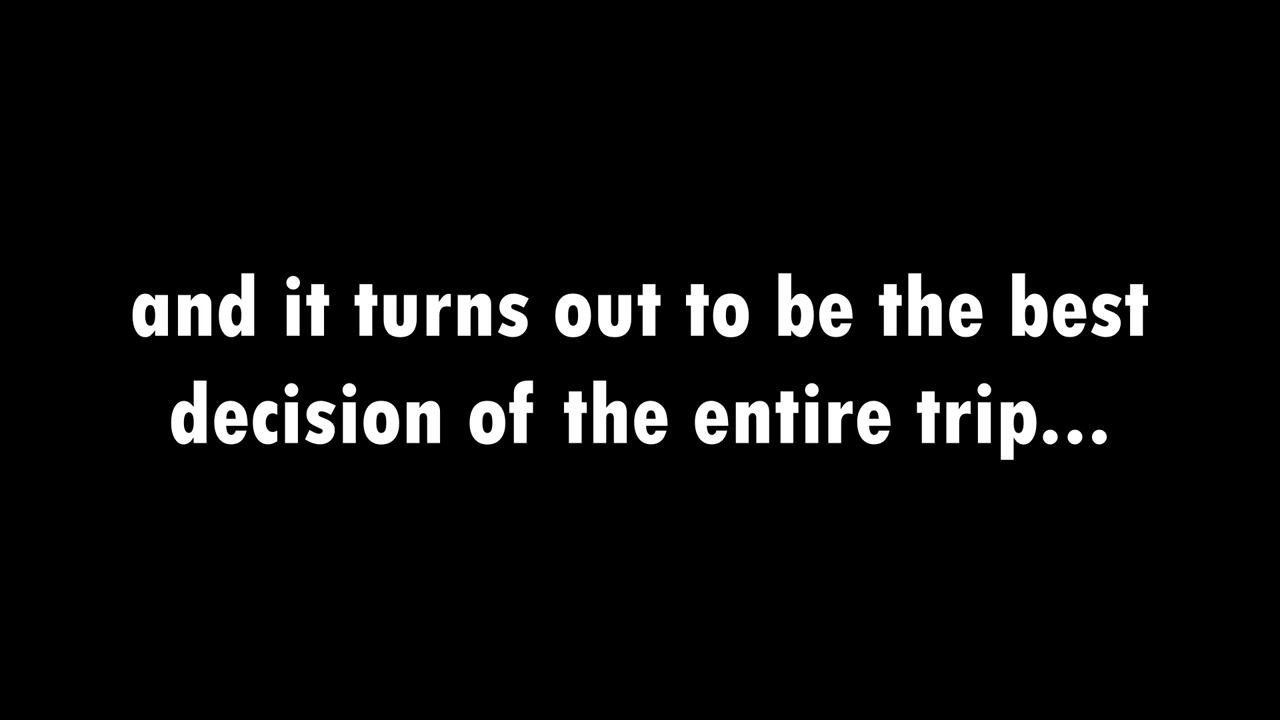 and it turns out to be the best
decision of the entire trip...